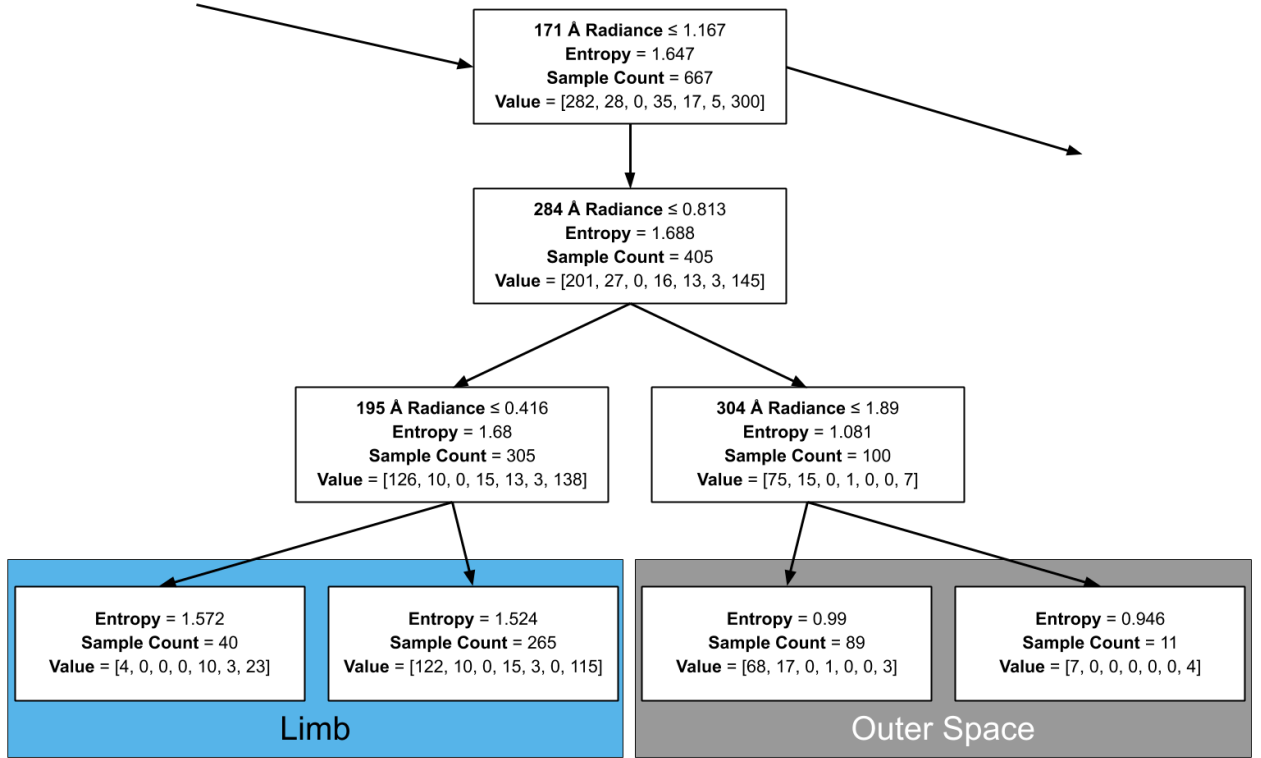 171 Å Radiance ≤ 1.167
Entropy = 1.647
Sample Count = 667
Value = [282, 28, 0, 35, 17, 5, 300]
284 Å Radiance ≤ 0.813
Entropy = 1.688
Sample Count = 405
Value = [201, 27, 0, 16, 13, 3, 145]
195 Å Radiance ≤ 0.416
Entropy = 1.68
Sample Count = 305
Value = [126, 10, 0, 15, 13, 3, 138]
304 Å Radiance ≤ 1.89
Entropy = 1.081
Sample Count = 100
Value = [75, 15, 0, 1, 0, 0, 7]
Entropy = 1.572
Sample Count = 40
Value = [4, 0, 0, 0, 10, 3, 23]
Entropy = 1.524
Sample Count = 265
Value = [122, 10, 0, 15, 3, 0, 115]
Entropy = 0.99
Sample Count = 89
Value = [68, 17, 0, 1, 0, 0, 3]
Entropy = 0.946
Sample Count = 11
Value = [7, 0, 0, 0, 0, 0, 4]
Limb
Outer Space